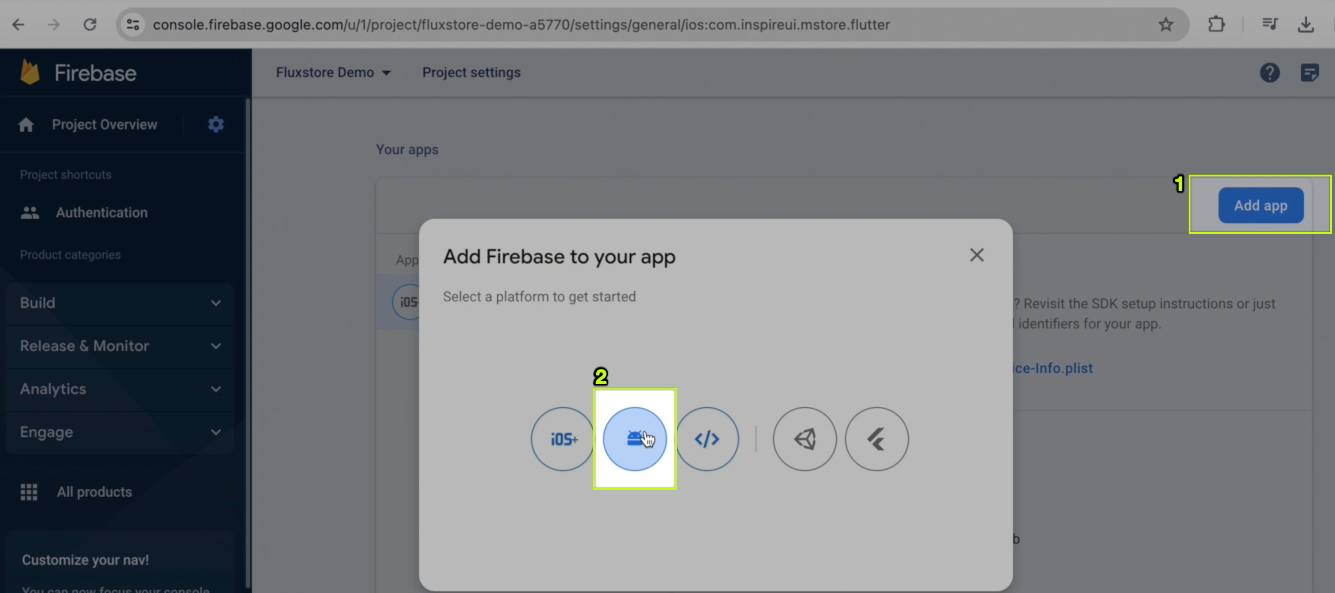 console.firebase.google.com/u/1/project/fluxstore-demo-a5770/settings/general/ios:com.inspireui.mstore.flutter
Firebase
Fluxstore Demo
Project settings
Project Overview
Project shortcuts
Authentication
Product categories
Build
Release & Monitor
Analytics
Engage
All products
Customize your nav!
You can now focus your console
Your apps
1
Add app
App
iOS
Add Firebase to your app
Select a platform to get started
? Revisit the SDK setup instructions or just
identifiers for your app.
ice-Info.plist
2
iOS+
</>
b